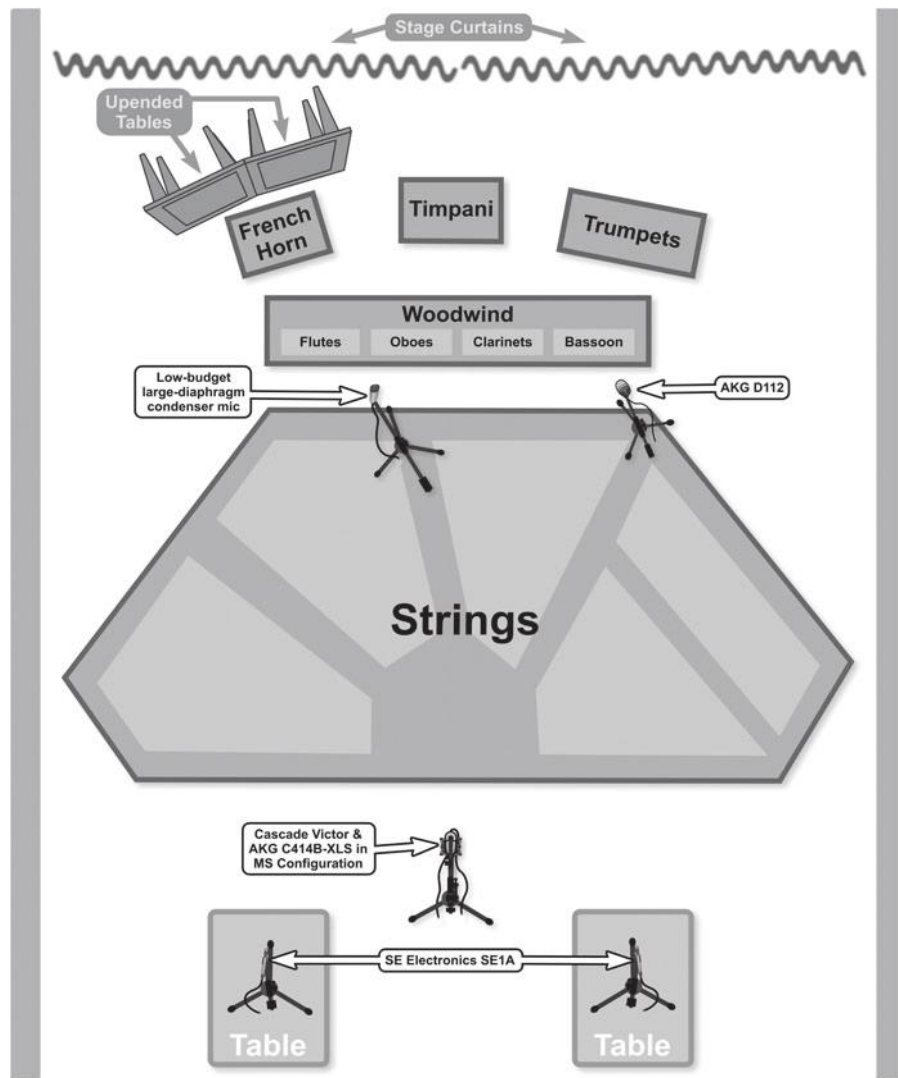 Stage Curtains
Upended
Tables
French
Horn
Timpani
Trumpets
Woodwind
Flutes
Oboes
Clarinets
Bassoon
Low-budget
large-diaphragm
condenser mic
AKG D112
Strings
Cascade Victor &
AKG C414B-XLS in
MS Configuration
SE Electronics SE1A
Table
Table